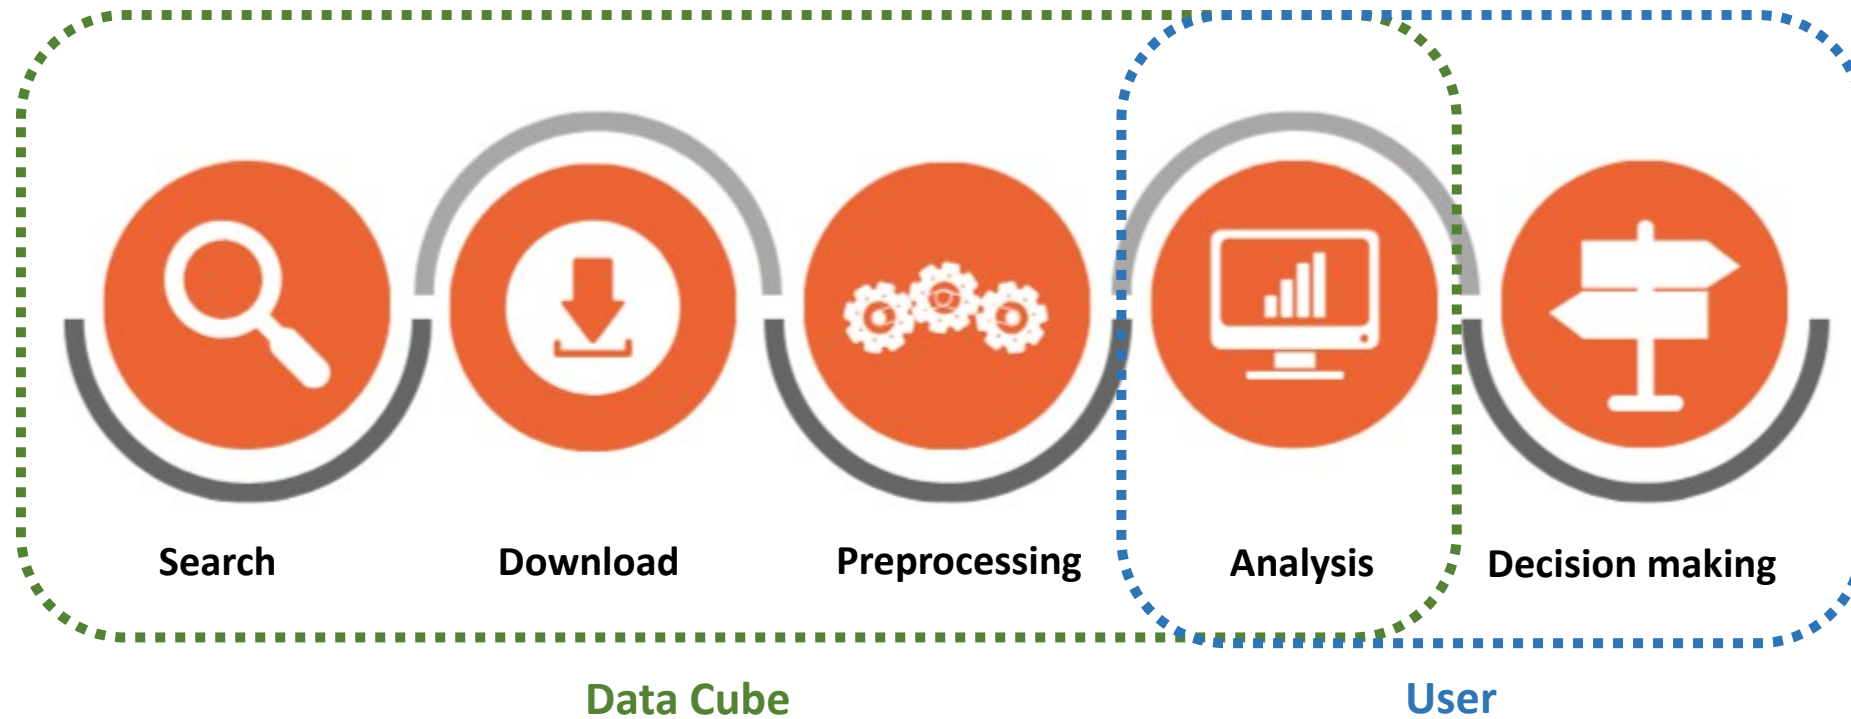 Search
Download
Preprocessing
Analysis
Decision making
Data Cube
User